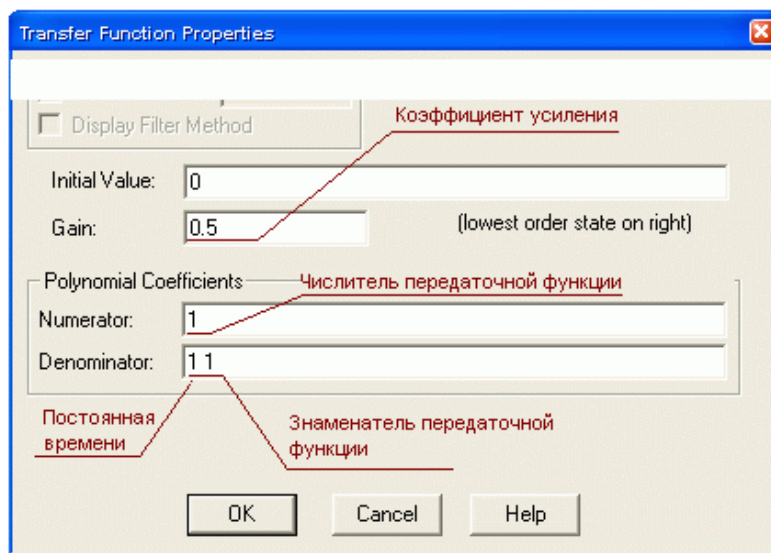 Transfer Function Properties
Display Filter Method
Коэффициент усиления
Initial Value: 0
Gain: 0.5 (lowest order state on right)
Polynomial Coefficients
Числитель передаточной функции
Numerator: 1
Denominator: 1 1
Постоянная
времени
Знаменатель передаточной
функции
OK Cancel Help